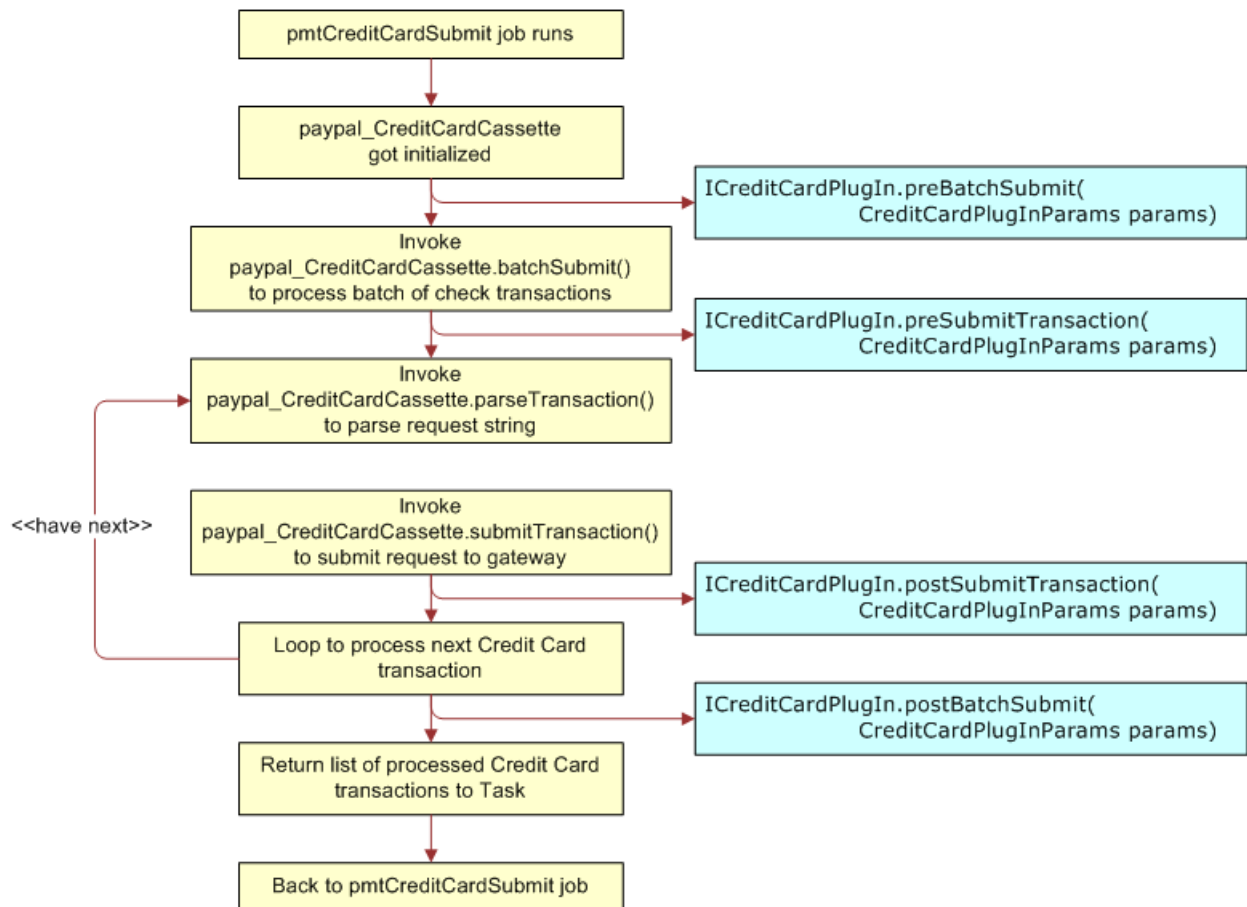 pmtCreditCardSubmit job runs
paypal_CreditCardCassette
got initialized
ICreditCardPlugIn.preBatchSubmit(
CreditCardPlugInParams params)
Invoke
paypal_CreditCardCassette.batchSubmit()
to process batch of check transactions
ICreditCardPlugIn.preSubmitTransaction(
CreditCardPlugInParams params)
Invoke
paypal_CreditCardCassette.parseTransaction()
to parse request string
<<have next>>
Invoke
paypal_CreditCardCassette.submitTransaction()
to submit request to gateway
ICreditCardPlugIn.postSubmitTransaction(
CreditCardPlugInParams params)
Loop to process next Credit Card
transaction
ICreditCardPlugIn.postBatchSubmit(
CreditCardPlugInParams params)
Return list of processed Credit Card
transactions to Task
Back to pmtCreditCardSubmit job